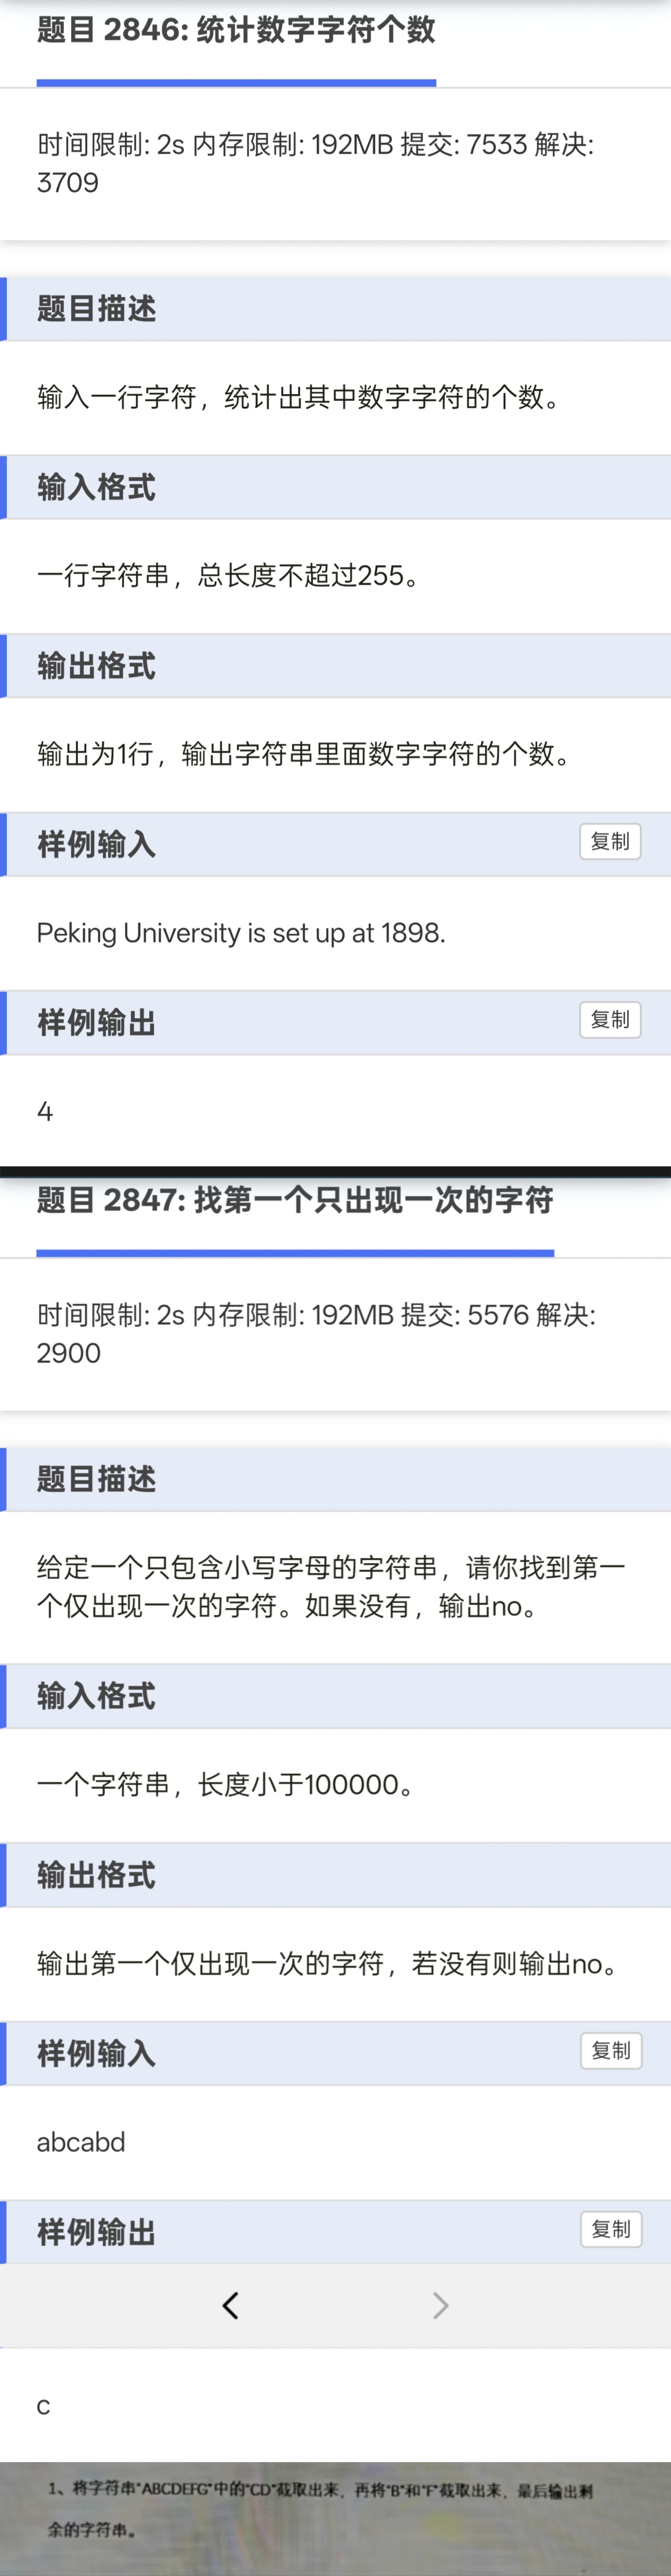 题目 2846: 统计数字字符个数
时间限制: 2s 内存限制: 192MB 提交: 7533 解决:
3709
题目描述
输入一行字符，统计出其中数字字符的个数。
输入格式
一行字符串，总长度不超过255。
输出格式
输出为1行，输出字符串里面数字字符的个数。
样例输入
复制
Peking University is set up at 1898.
样例输出
复制
4
题目 2847: 找第一个只出现一次的字符
时间限制: 2s 内存限制: 192MB 提交: 5576 解决:
2900
题目描述
给定一个只包含小写字母的字符串，请你找到第一
个仅出现一次的字符。如果没有，输出no。
输入格式
一个字符串，长度小于100000。
输出格式
输出第一个仅出现一次的字符，若没有则输出no。
样例输入
复制
abcabd
样例输出
复制
c
1、将字符串"ABCDEFG"中的"CD"截取出来，再将"B"和"F"截取出来，最后输出剩
余的字符串。